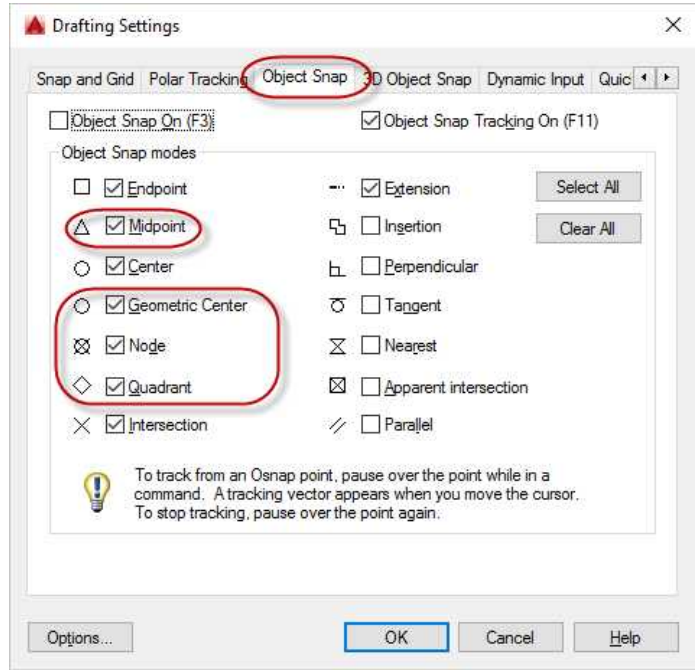 Drafting Settings
Snap and Grid Polar Tracking Object Snap 3D Object Snap Dynamic Input Quic
Object Snap On (F3) Object Snap Tracking On (F11)
Object Snap modes
Endpoint Extension Select All
Midpoint Insertion Clear All
Center Perpendicular
Geometric Center Tangent
Node Nearest
Quadrant Apparent intersection
Intersection Parallel
To track from an Osnap point, pause over the point while in a
command. A tracking vector appears when you move the cursor.
To stop tracking, pause over the point again.
Options... OK Cancel Help